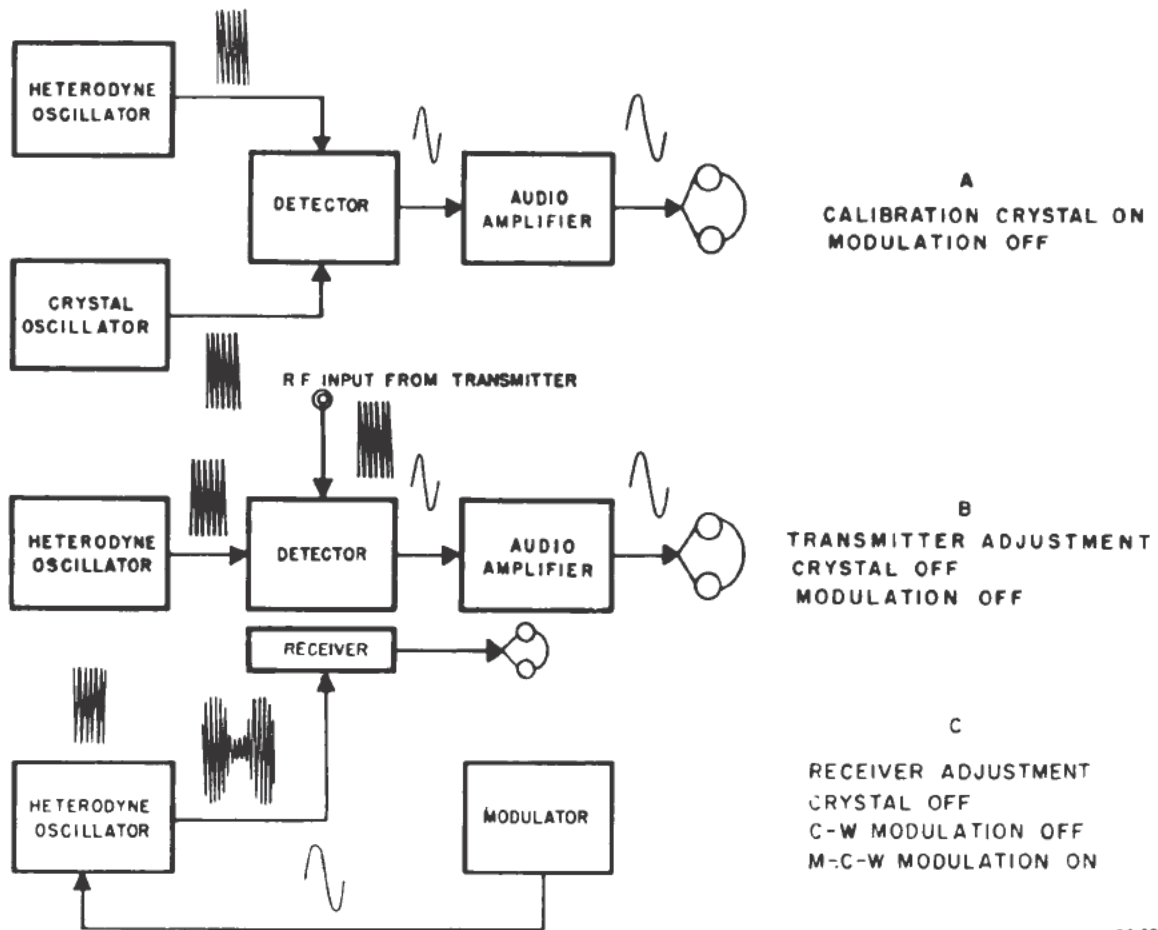 HETERODYNE
OSCILLATOR
DETECTOR
AUDIO
AMPLIFIER
CRYSTAL
OSCILLATOR
A
CALIBRATION CRYSTAL ON
MODULATION OFF
RF INPUT FROM TRANSMITTER
HETERODYNE
OSCILLATOR
DETECTOR
AUDIO
AMPLIFIER
B
TRANSMITTER ADJUSTMENT
CRYSTAL OFF
MODULATION OFF
RECEIVER
HETERODYNE
OSCILLATOR
MODULATOR
C
RECEIVER ADJUSTMENT
CRYSTAL OFF
C-W MODULATION OFF
M-C-W MODULATION ON